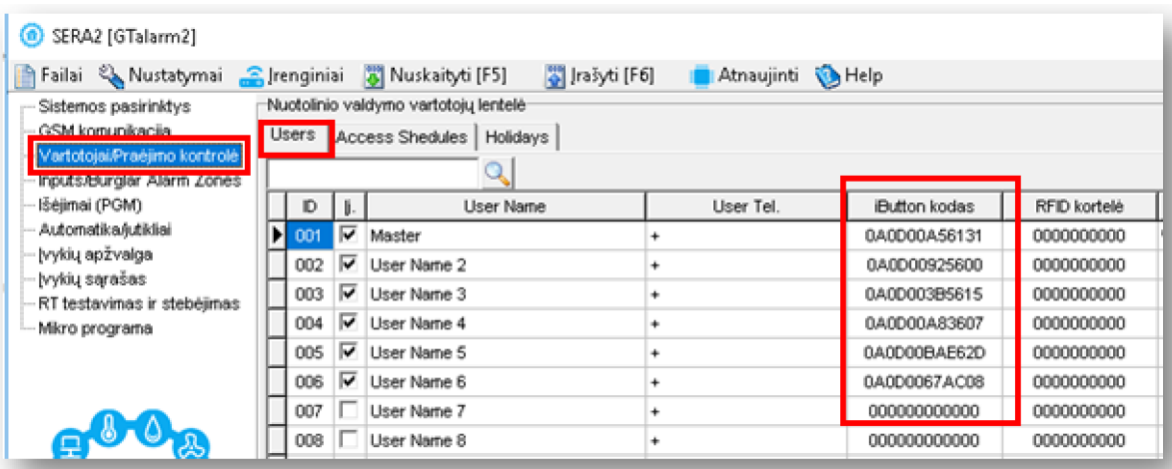 SERA2 [GTalarm2]
Failai Nustatymai Įrenginiai Nuskaityti [F5] Įrašyti [F6] Atnaujinti Help
Sistemos pasirinktys
GSM komunikacija
Vartotojai/Praėjimo kontrolė
Inputs/Burglar Alarm Zones
Išėjimai (PGM)
Automatika/jutikliai
Įvykių apžvalga
Įvykių sąrašas
RT testavimas ir stebėjimas
Mikro programa
Nuotolinio valdymo vartotojų lentelė
Users Access Shedules Holidays
ID Įj. User Name User Tel. iButton kodas RFID kortelė
001 Master + 0A0D00A56131 0000000000
002 User Name 2 + 0A0D00925600 0000000000
003 User Name 3 + 0A0D003B5615 0000000000
004 User Name 4 + 0A0D00A83607 0000000000
005 User Name 5 + 0A0D00BAE62D 0000000000
006 User Name 6 + 0A0D0067AC08 0000000000
007 User Name 7 + 000000000000 0000000000
008 User Name 8 + 000000000000 0000000000